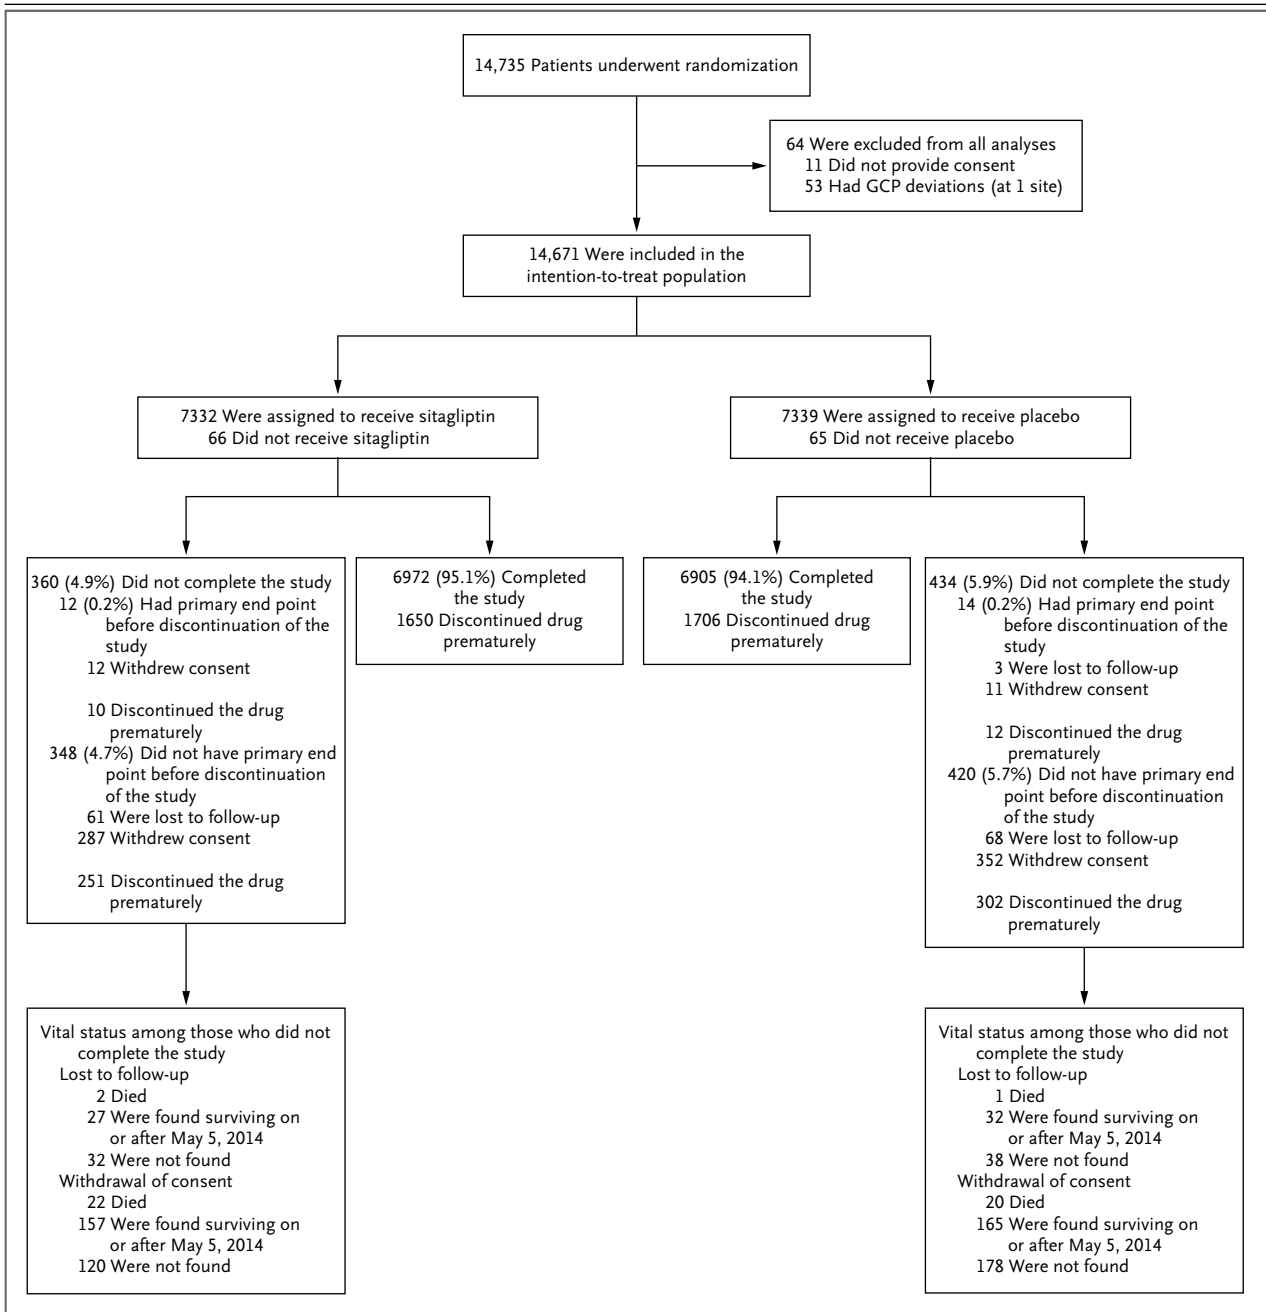 14,735 Patients underwent randomization
64 Were excluded from all analyses
11 Did not provide consent
53 Had GCP deviations (at 1 site)
14,671 Were included in the
intention-to-treat population
7332 Were assigned to receive sitagliptin
66 Did not receive sitagliptin
7339 Were assigned to receive placebo
65 Did not receive placebo
360 (4.9%) Did not complete the study
12 (0.2%) Had primary end point
before discontinuation of the
study
12 Withdrew consent
10 Discontinued the drug
prematurely
348 (4.7%) Did not have primary end
point before discontinuation
of the study
61 Were lost to follow-up
287 Withdrew consent
251 Discontinued the drug
prematurely
6972 (95.1%) Completed
the study
1650 Discontinued drug
prematurely
6905 (94.1%) Completed
the study
1706 Discontinued drug
prematurely
434 (5.9%) Did not complete the study
14 (0.2%) Had primary end point
before discontinuation of the
study
3 Were lost to follow-up
11 Withdrew consent
12 Discontinued the drug
prematurely
420 (5.7%) Did not have primary end
point before discontinuation
of the study
68 Were lost to follow-up
352 Withdrew consent
302 Discontinued the drug
prematurely
Vital status among those who did not
complete the study
Lost to follow-up
2 Died
27 Were found surviving on
or after May 5, 2014
32 Were not found
Withdrawal of consent
22 Died
157 Were found surviving on
or after May 5, 2014
120 Were not found
Vital status among those who did not
complete the study
Lost to follow-up
1 Died
32 Were found surviving on
or after May 5, 2014
38 Were not found
Withdrawal of consent
20 Died
165 Were found surviving on
or after May 5, 2014
178 Were not found